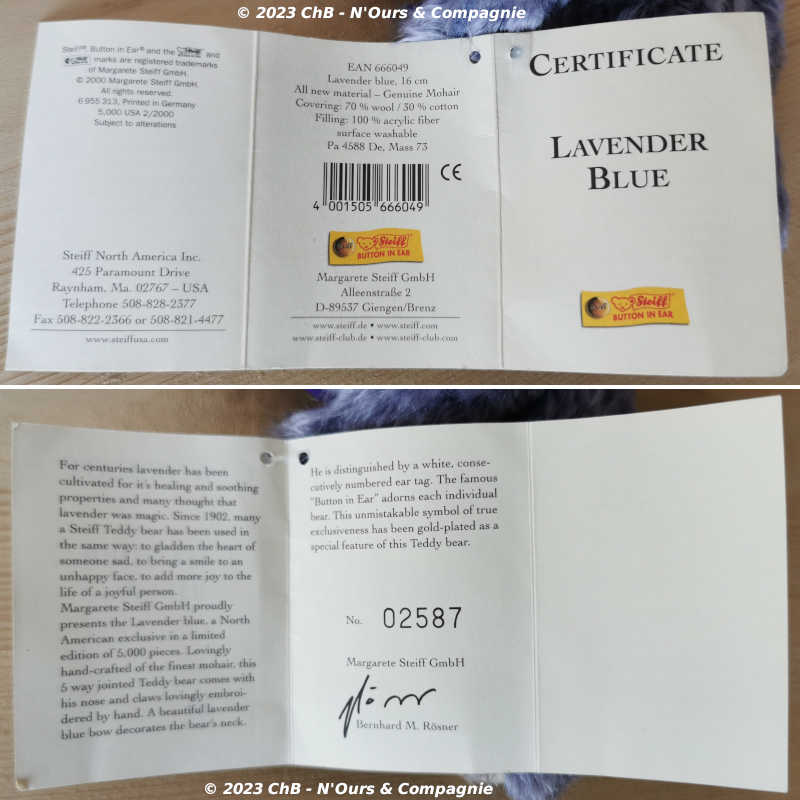 © 2023 ChB - N'Ours & Compagnie
Steiff®, Button in Ear® and the Steiff and
marks are registered trademarks
of Margarete Steiff GmbH.
© 2000 Margarete Steiff GmbH.
All rights reserved.
6 955 313, Printed in Germany
5,000 USA 2/2000
Subject to alterations
Steiff North America Inc.
425 Paramount Drive
Raynham, Ma. 02767 – USA
Telephone 508-828-2377
Fax 508-822-2366 or 508-821-4477
www.steiffusa.com
EAN 666049
Lavender blue, 16 cm
All new material – Genuine Mohair
Covering: 70 % wool / 30 % cotton
Filling: 100 % acrylic fiber
surface washable
Pa 4588 De, Mass 73
CE
4 001505 666049
Steiff
BUTTON IN EAR
Margarete Steiff GmbH
Alleenstraße 2
D-89537 Giengen/Brenz
www.steiff.de • www.steiff.com
www.steiff-club.de • www.steiff-club.com
CERTIFICATE
LAVENDER
BLUE
Steiff
BUTTON IN EAR
For centuries lavender has been
cultivated for it's healing and soothing
properties and many thought that
lavender was magic. Since 1902, many
a Steiff Teddy bear has been used in
the same way: to gladden the heart of
someone sad, to bring a smile to an
unhappy face, to add more joy to the
life of a joyful person.
Margarete Steiff GmbH proudly
presents the Lavender blue, a North
American exclusive in a limited
edition of 5,000 pieces. Lovingly
hand-crafted of the finest mohair, this
5 way jointed Teddy bear comes with
his nose and claws lovingly embroi-
dered by hand. A beautiful lavender
blue bow decorates the bear's neck.
He is distinguished by a white, conse-
cutively numbered ear tag. The famous
"Button in Ear" adorns each individual
bear. This unmistakable symbol of true
exclusiveness has been gold-plated as a
special feature of this Teddy bear.
No. 02587
Margarete Steiff GmbH
Bernhard M. Rösner
© 2023 ChB - N'Ours & Compagnie